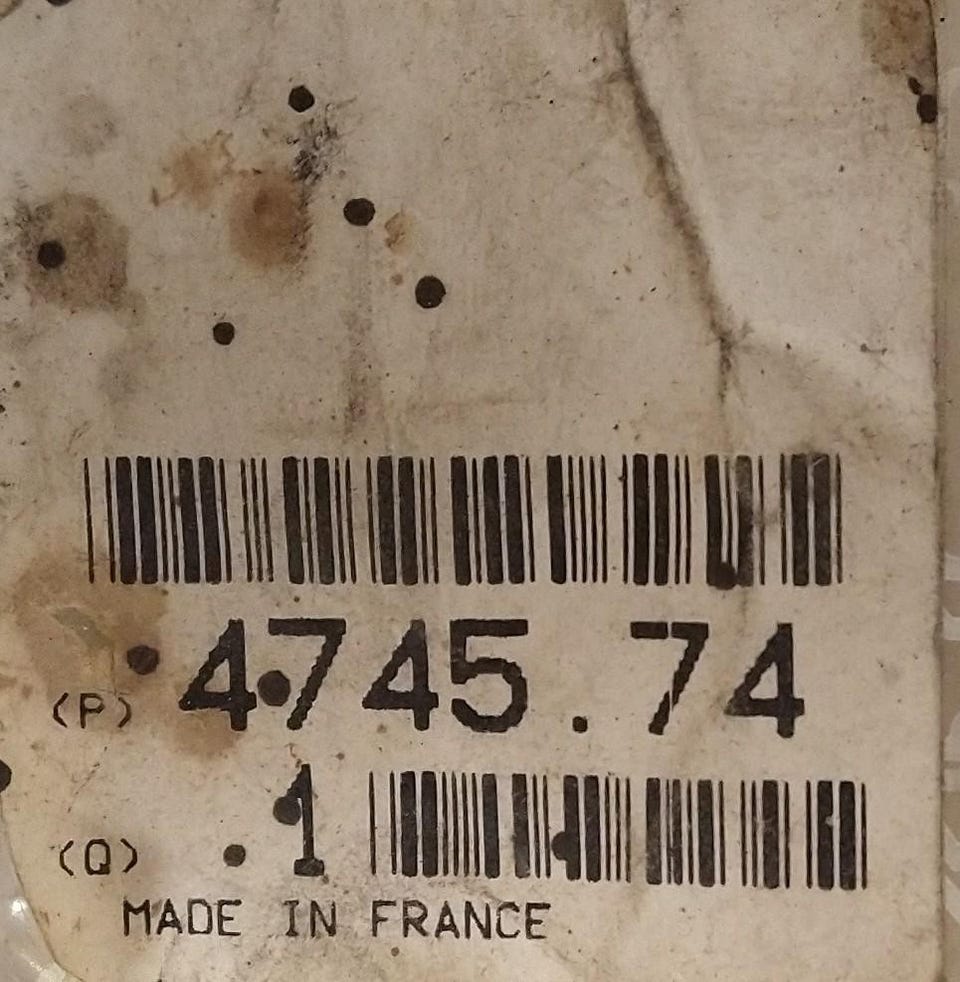 (P) 4745.74
(Q) 1
MADE IN FRANCE